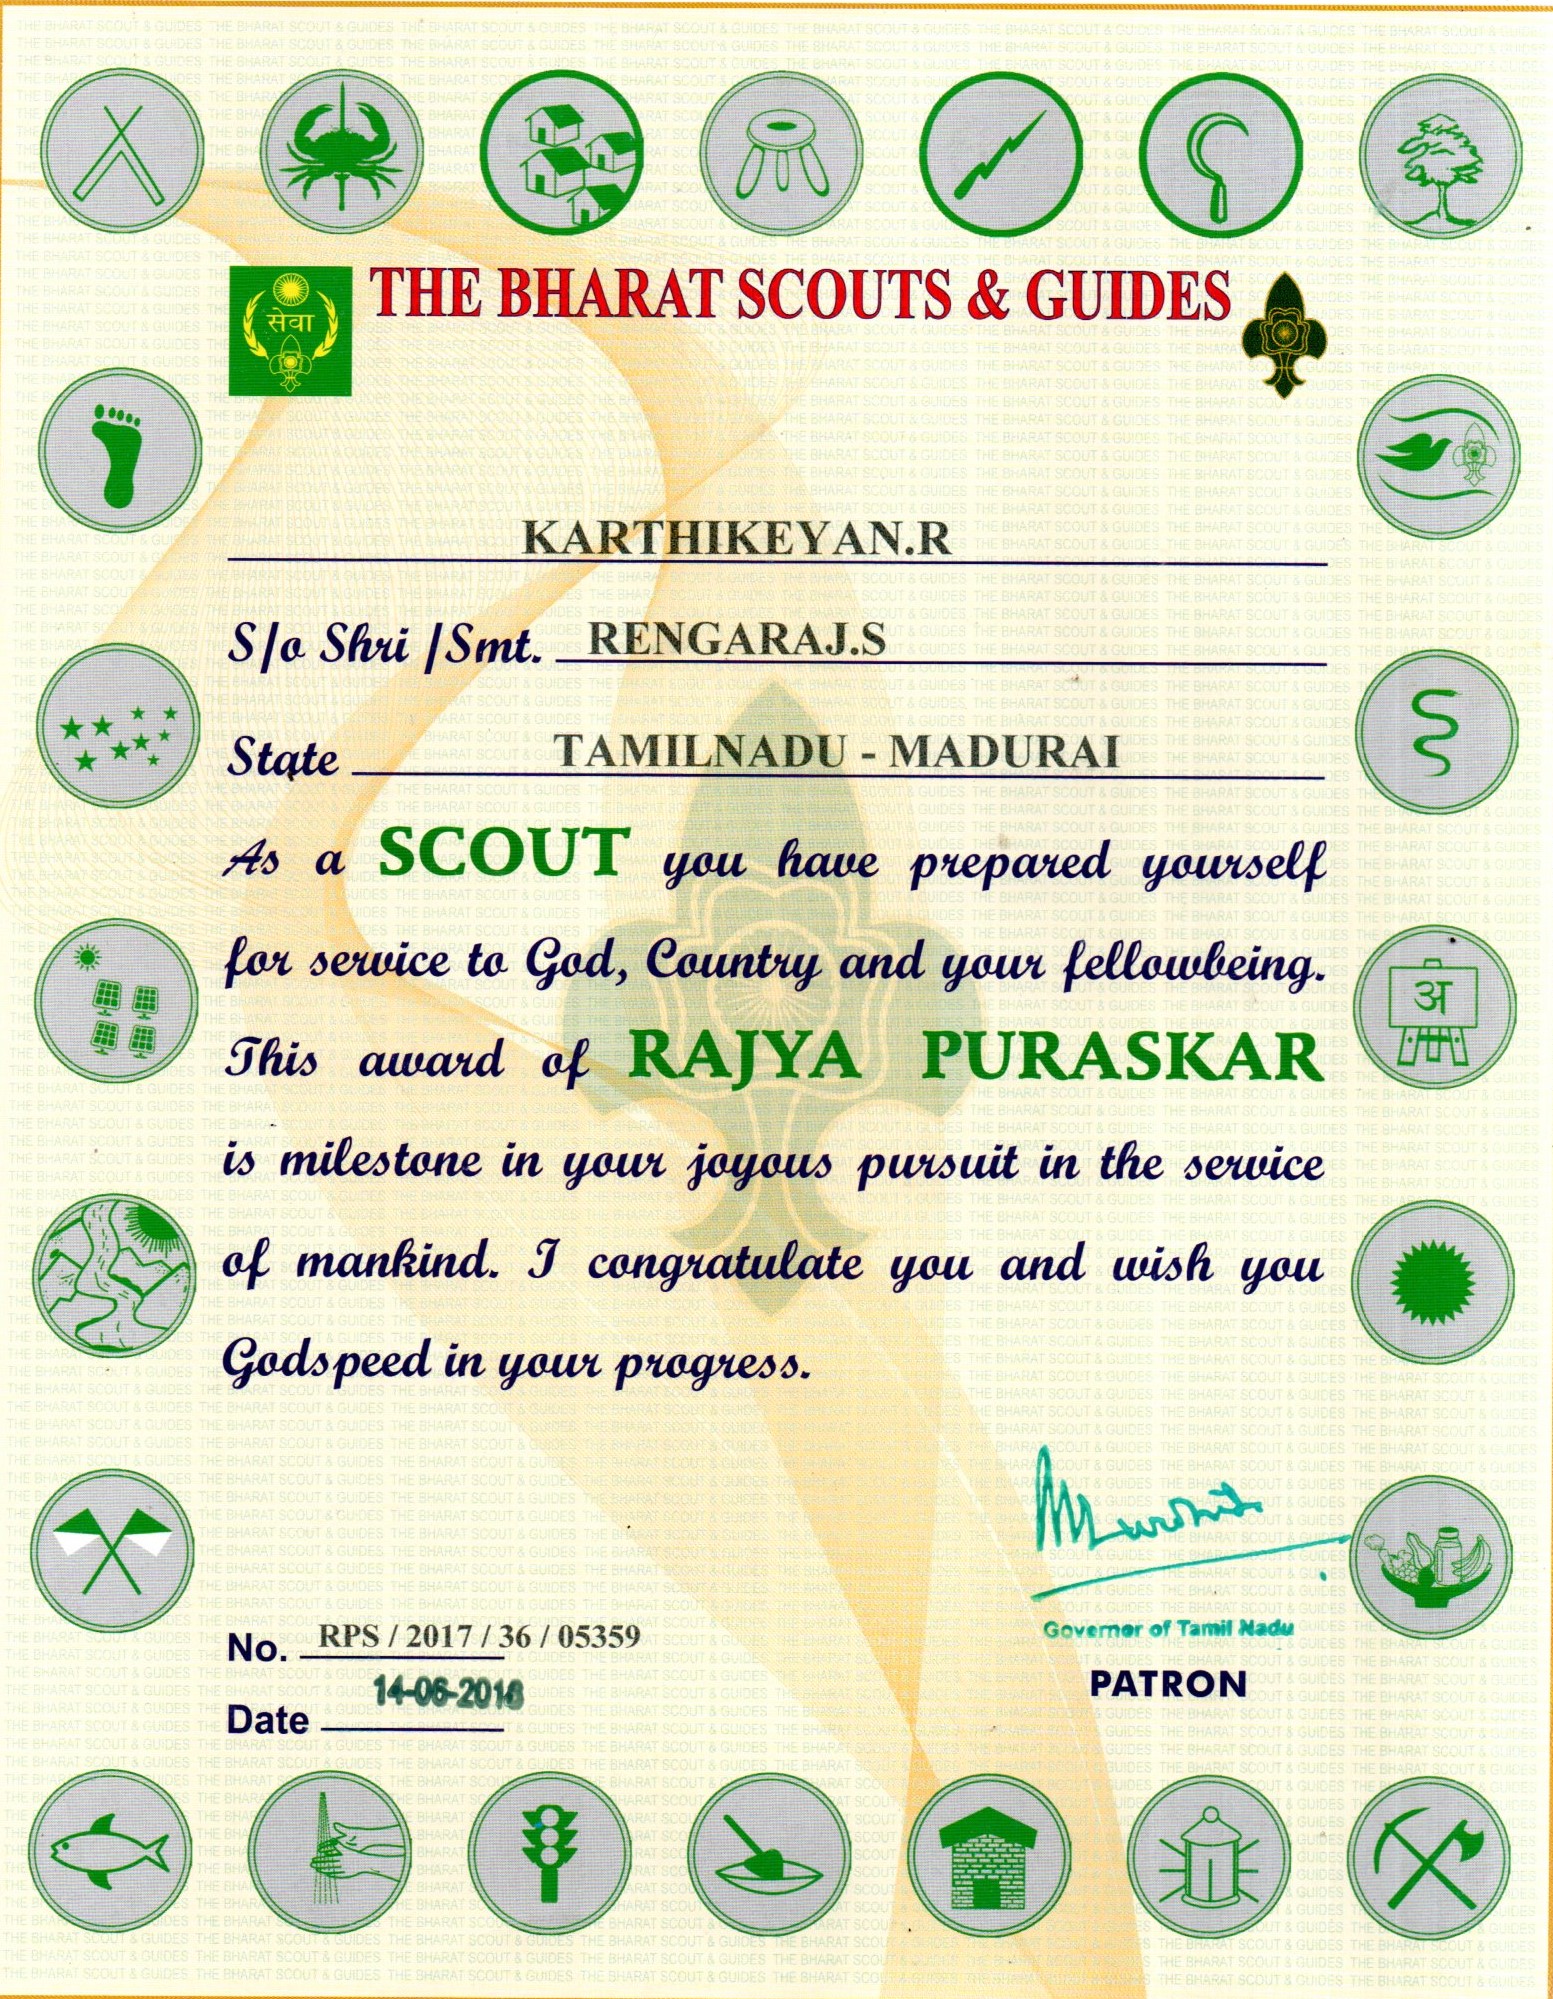 THE BHARAT SCOUTS & GUIDES
सेवा
KARTHIKEYAN.R
S/o Shri /Smt. RENGARAJ.S
State TAMILNADU - MADURAI
As a SCOUT you have prepared yourself
for service to God, Country and your fellowbeing.
This award of RAJYA PURASKAR
अ
is milestone in your joyous pursuit in the service
of mankind. I congratulate you and wish you
Godspeed in your progress.
No. RPS / 2017 / 36 / 05359
Governor of Tamil Nadu
Date 14-06-2018
PATRON